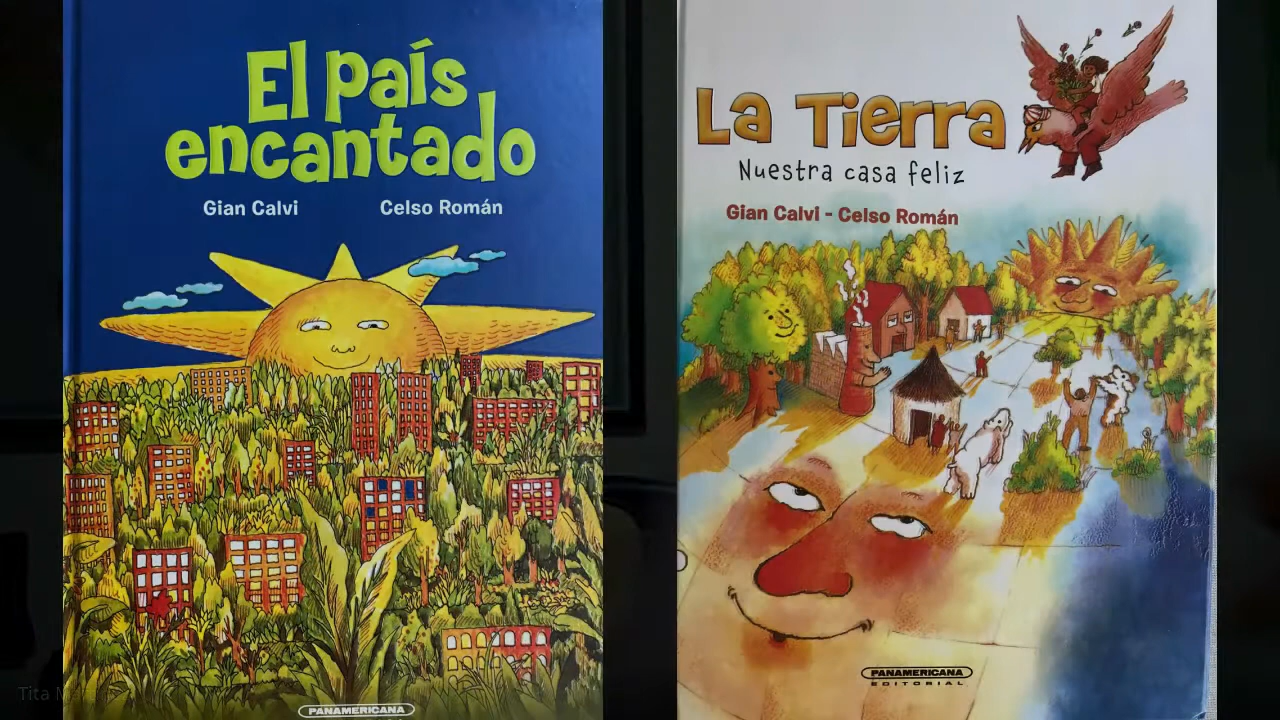 El país
encantado
Gian Calvi Celso Román
PANAMERICANA
La Tierra
Nuestra casa feliz
Gian Calvi - Celso Román
PANAMERICANA
EDITORIAL
Tita